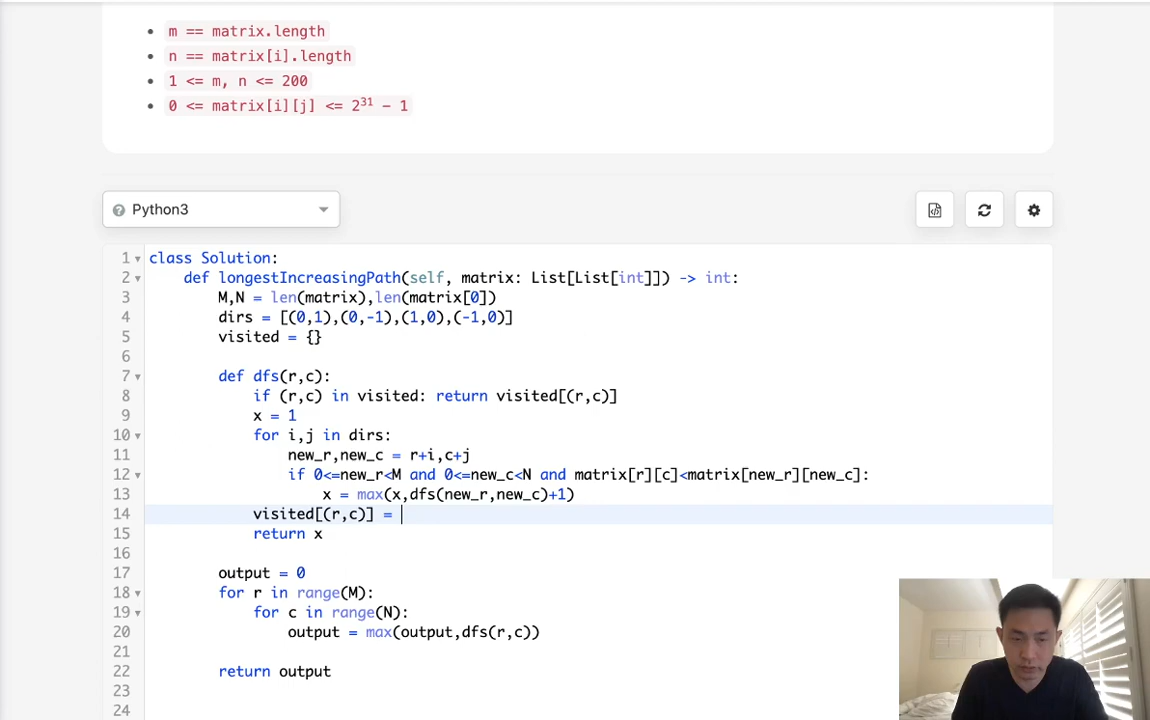 m == matrix.length
n == matrix[i].length
1 <= m, n <= 200
0 <= matrix[i][j] <= 2³¹ - 1
Python3
1 class Solution:
2 def longestIncreasingPath(self, matrix: List[List[int]]) -> int:
3 M,N = len(matrix),len(matrix[0])
4 dirs = [(0,1),(0,-1),(1,0),(-1,0)]
5 visited = {}
6
7 def dfs(r,c):
8 if (r,c) in visited: return visited[(r,c)]
9 x = 1
10 for i,j in dirs:
11 new_r,new_c = r+i,c+j
12 if 0<=new_r<M and 0<=new_c<N and matrix[r][c]<matrix[new_r][new_c]:
13 x = max(x,dfs(new_r,new_c)+1)
14 visited[(r,c)] =
15 return x
16
17 output = 0
18 for r in range(M):
19 for c in range(N):
20 output = max(output,dfs(r,c))
21
22 return output
23
24